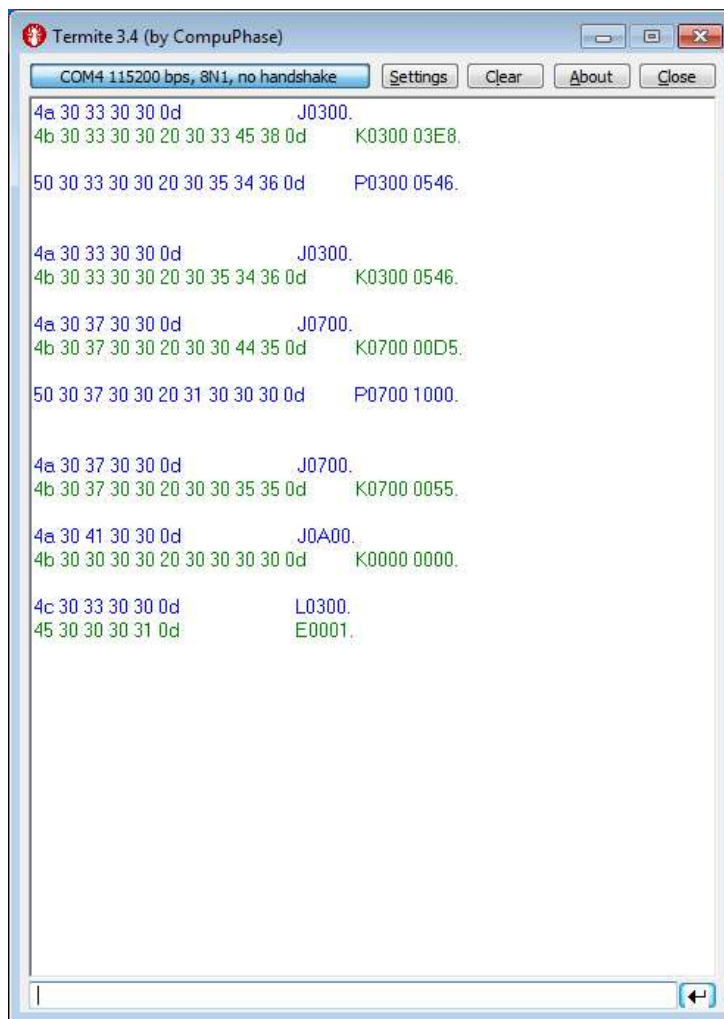 Termite 3.4 (by CompuPhase)
COM4 115200 bps, 8N1, no handshake Settings Clear About Close
4a 30 33 30 30 0d J0300.
4b 30 33 30 30 20 30 33 45 38 0d K0300 03E8.
50 30 33 30 30 20 30 35 34 36 0d P0300 0546.
4a 30 33 30 30 0d J0300.
4b 30 33 30 30 20 30 35 34 36 0d K0300 0546.
4a 30 37 30 30 0d J0700.
4b 30 37 30 30 20 30 30 44 35 0d K0700 00D5.
50 30 37 30 30 20 31 30 30 30 0d P0700 1000.
4a 30 37 30 30 0d J0700.
4b 30 37 30 30 20 30 30 35 35 0d K0700 0055.
4a 30 41 30 30 0d J0A00.
4b 30 30 30 30 20 30 30 30 30 0d K0000 0000.
4c 30 33 30 30 0d L0300.
45 30 30 30 31 0d E0001.